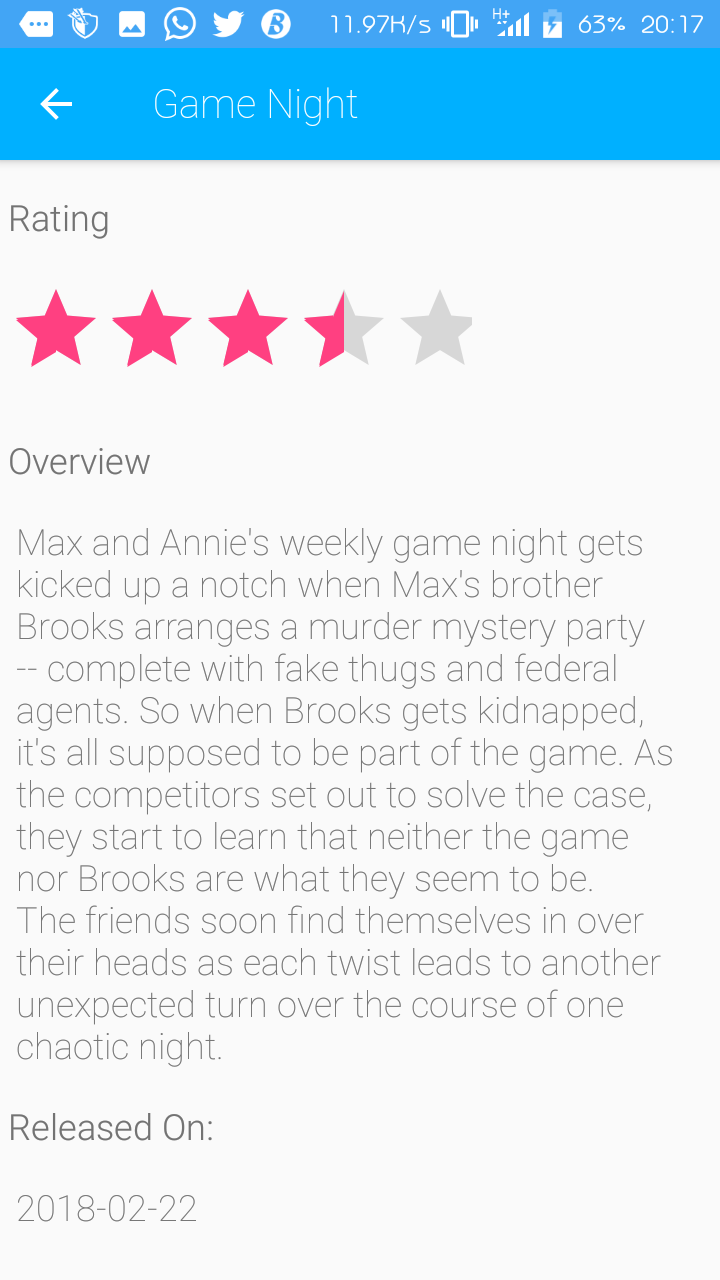 11.97K/s H+ 63% 20:17
Game Night
Rating
Overview
Max and Annie's weekly game night gets
kicked up a notch when Max's brother
Brooks arranges a murder mystery party
-- complete with fake thugs and federal
agents. So when Brooks gets kidnapped,
it's all supposed to be part of the game. As
the competitors set out to solve the case,
they start to learn that neither the game
nor Brooks are what they seem to be.
The friends soon find themselves in over
their heads as each twist leads to another
unexpected turn over the course of one
chaotic night.
Released On:
2018-02-22